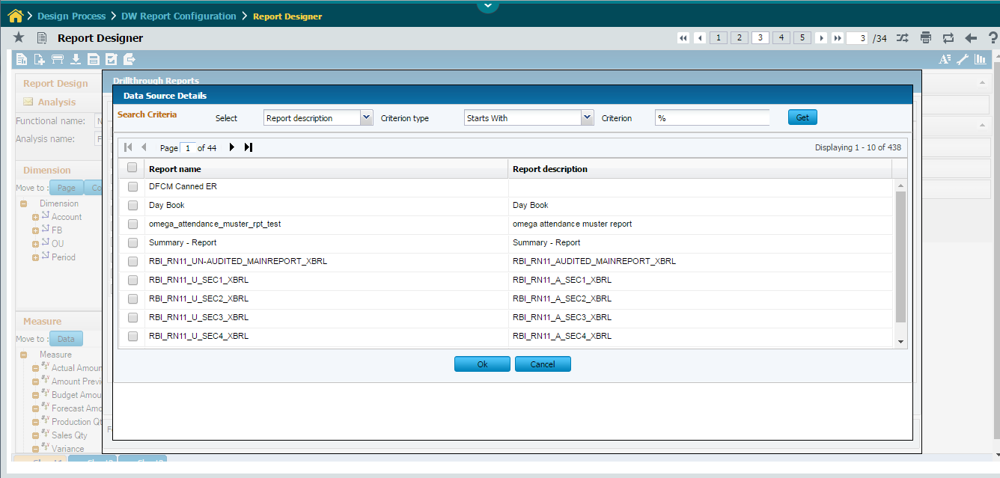 Design Process > DW Report Configuration > Report Designer
Report Designer
1 2 3 4 5 3 /34
Report Design
Analysis
Functional name: N
Analysis name: F
Dimension
Move to : Page Co
Dimension
Account
FB
OU
Period
Measure
Move to : Data
Measure
Actual Amoun
Amount Previ
Budget Amou
Forecast Amo
Production Qt
Sales Qty
Variance
Drillthrough Reports
Data Source Details
Search Criteria Select Report description Criterion type Starts With Criterion % Get
Page 1 of 44 Displaying 1 - 10 of 438
Report name Report description
DFCM Canned ER
Day Book Day Book
omega_attendance_muster_rpt_test omega attendance muster report
Summary - Report Summary - Report
RBI_RN11_UN-AUDITED_MAINREPORT_XBRL RBI_RN11_AUDITED_MAINREPORT_XBRL
RBI_RN11_U_SEC1_XBRL RBI_RN11_A_SEC1_XBRL
RBI_RN11_U_SEC2_XBRL RBI_RN11_A_SEC2_XBRL
RBI_RN11_U_SEC3_XBRL RBI_RN11_A_SEC3_XBRL
RBI_RN11_U_SEC4_XBRL RBI_RN11_A_SEC4_XBRL
Ok Cancel